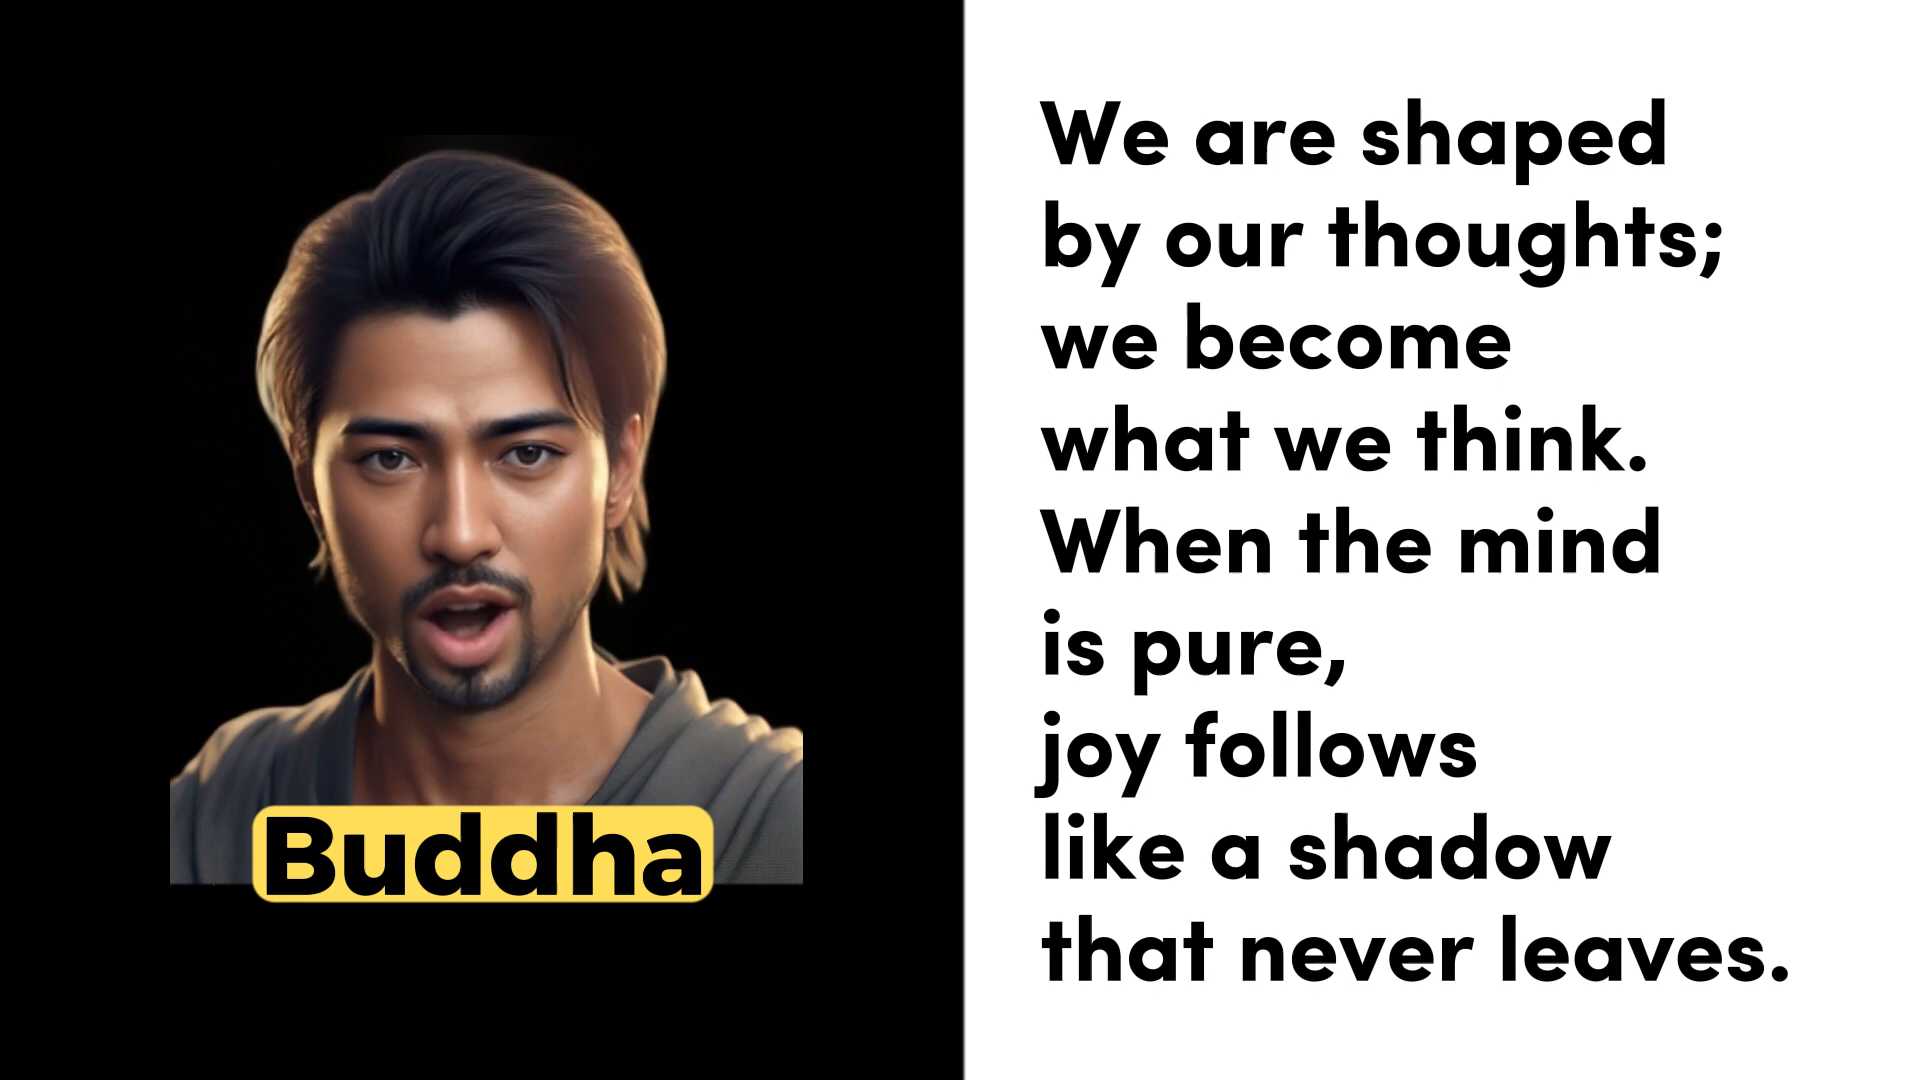 Buddha
We are shaped
by our thoughts;
we become
what we think.
When the mind
is pure,
joy follows
like a shadow
that never leaves.